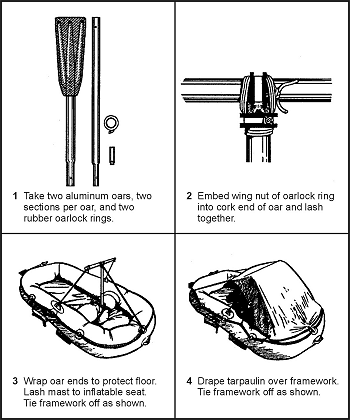 1 Take two aluminum oars, two
sections per oar, and two
rubber oarlock rings.
2 Embed wing nut of oarlock ring
into cork end of oar and lash
together.
3 Wrap oar ends to protect floor.
Lash mast to inflatable seat.
Tie framework off as shown.
4 Drape tarpaulin over framework.
Tie framework off as shown.